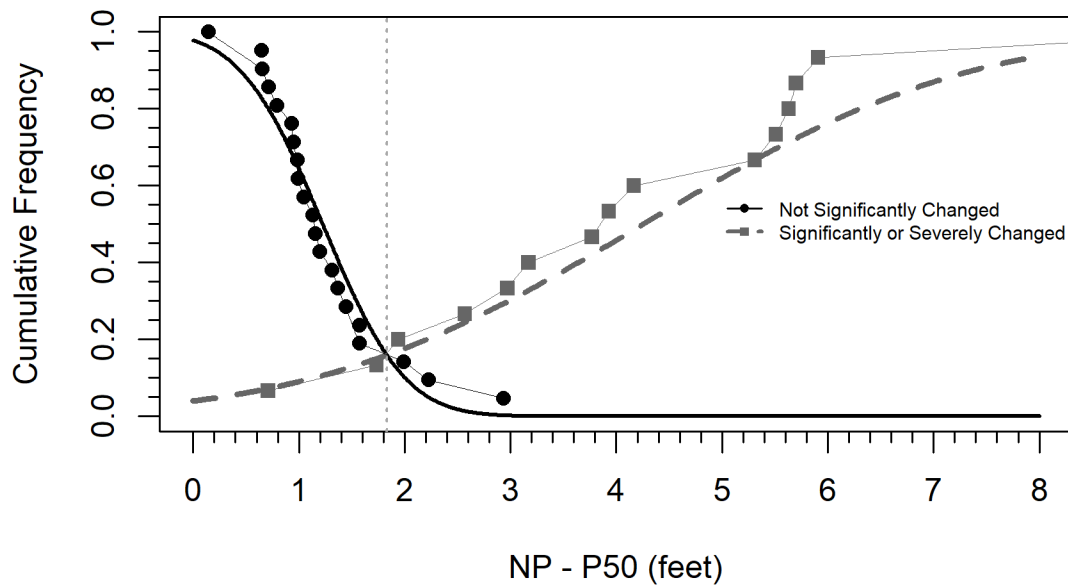 Cumulative Frequency
1.0
0.8
0.6
0.4
0.2
0.0
Not Significantly Changed
Significantly or Severely Changed
0 1 2 3 4 5 6 7 8
NP - P50 (feet)